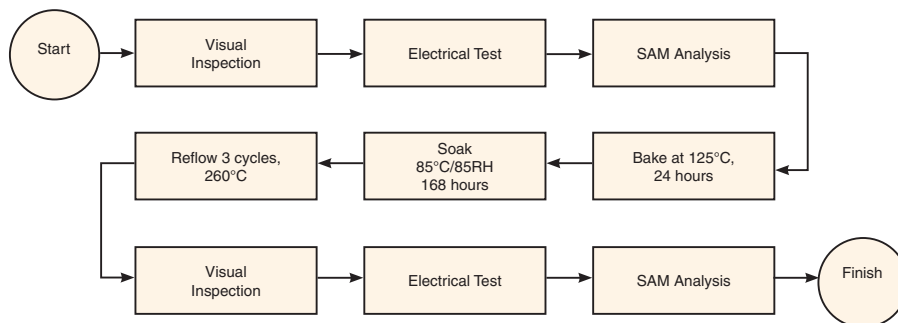 Start
Visual
Inspection
Electrical Test
SAM Analysis
Bake at 125°C,
24 hours
Soak
85°C/85RH
168 hours
Reflow 3 cycles,
260°C
Visual
Inspection
Electrical Test
SAM Analysis
Finish